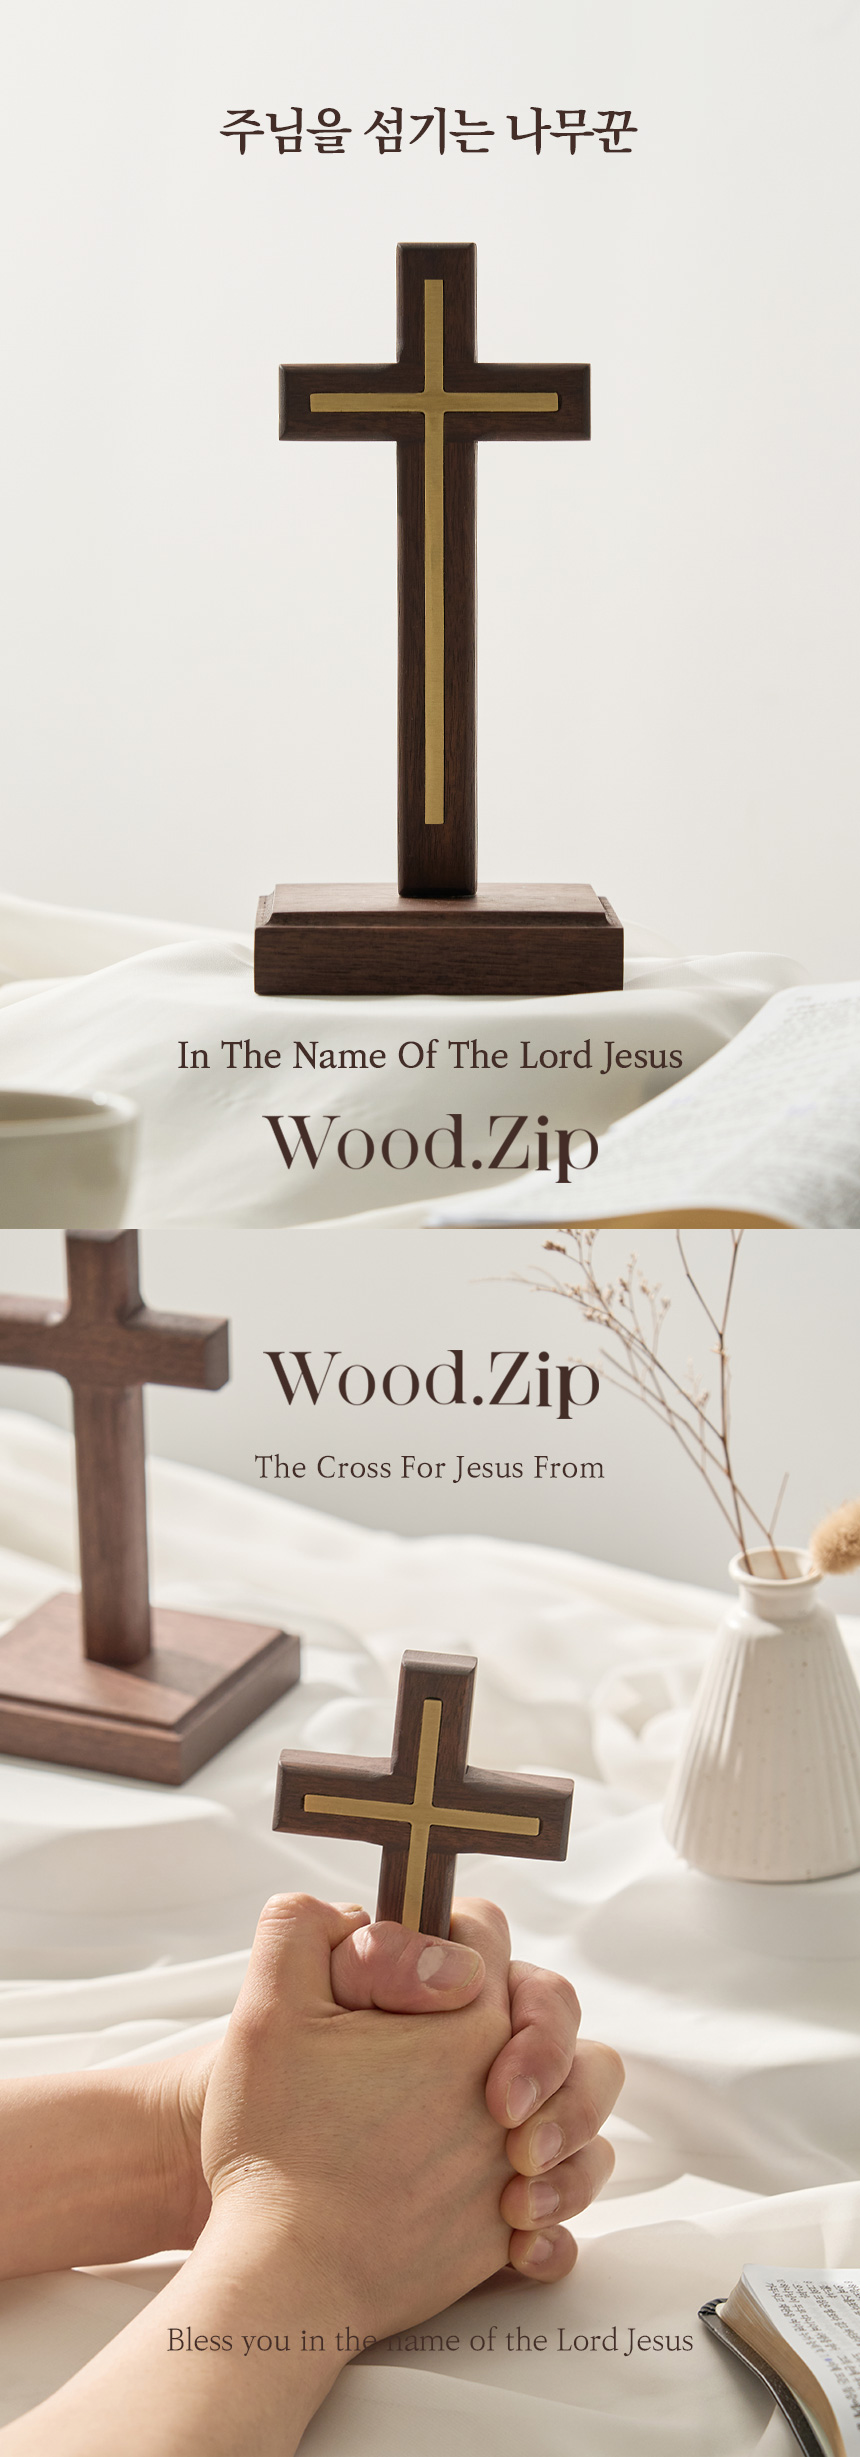 주님을 섬기는 나무꾼
In The Name Of The Lord Jesus
Wood.Zip
Wood.Zip
The Cross For Jesus From
Bless you in the name of the Lord Jesus